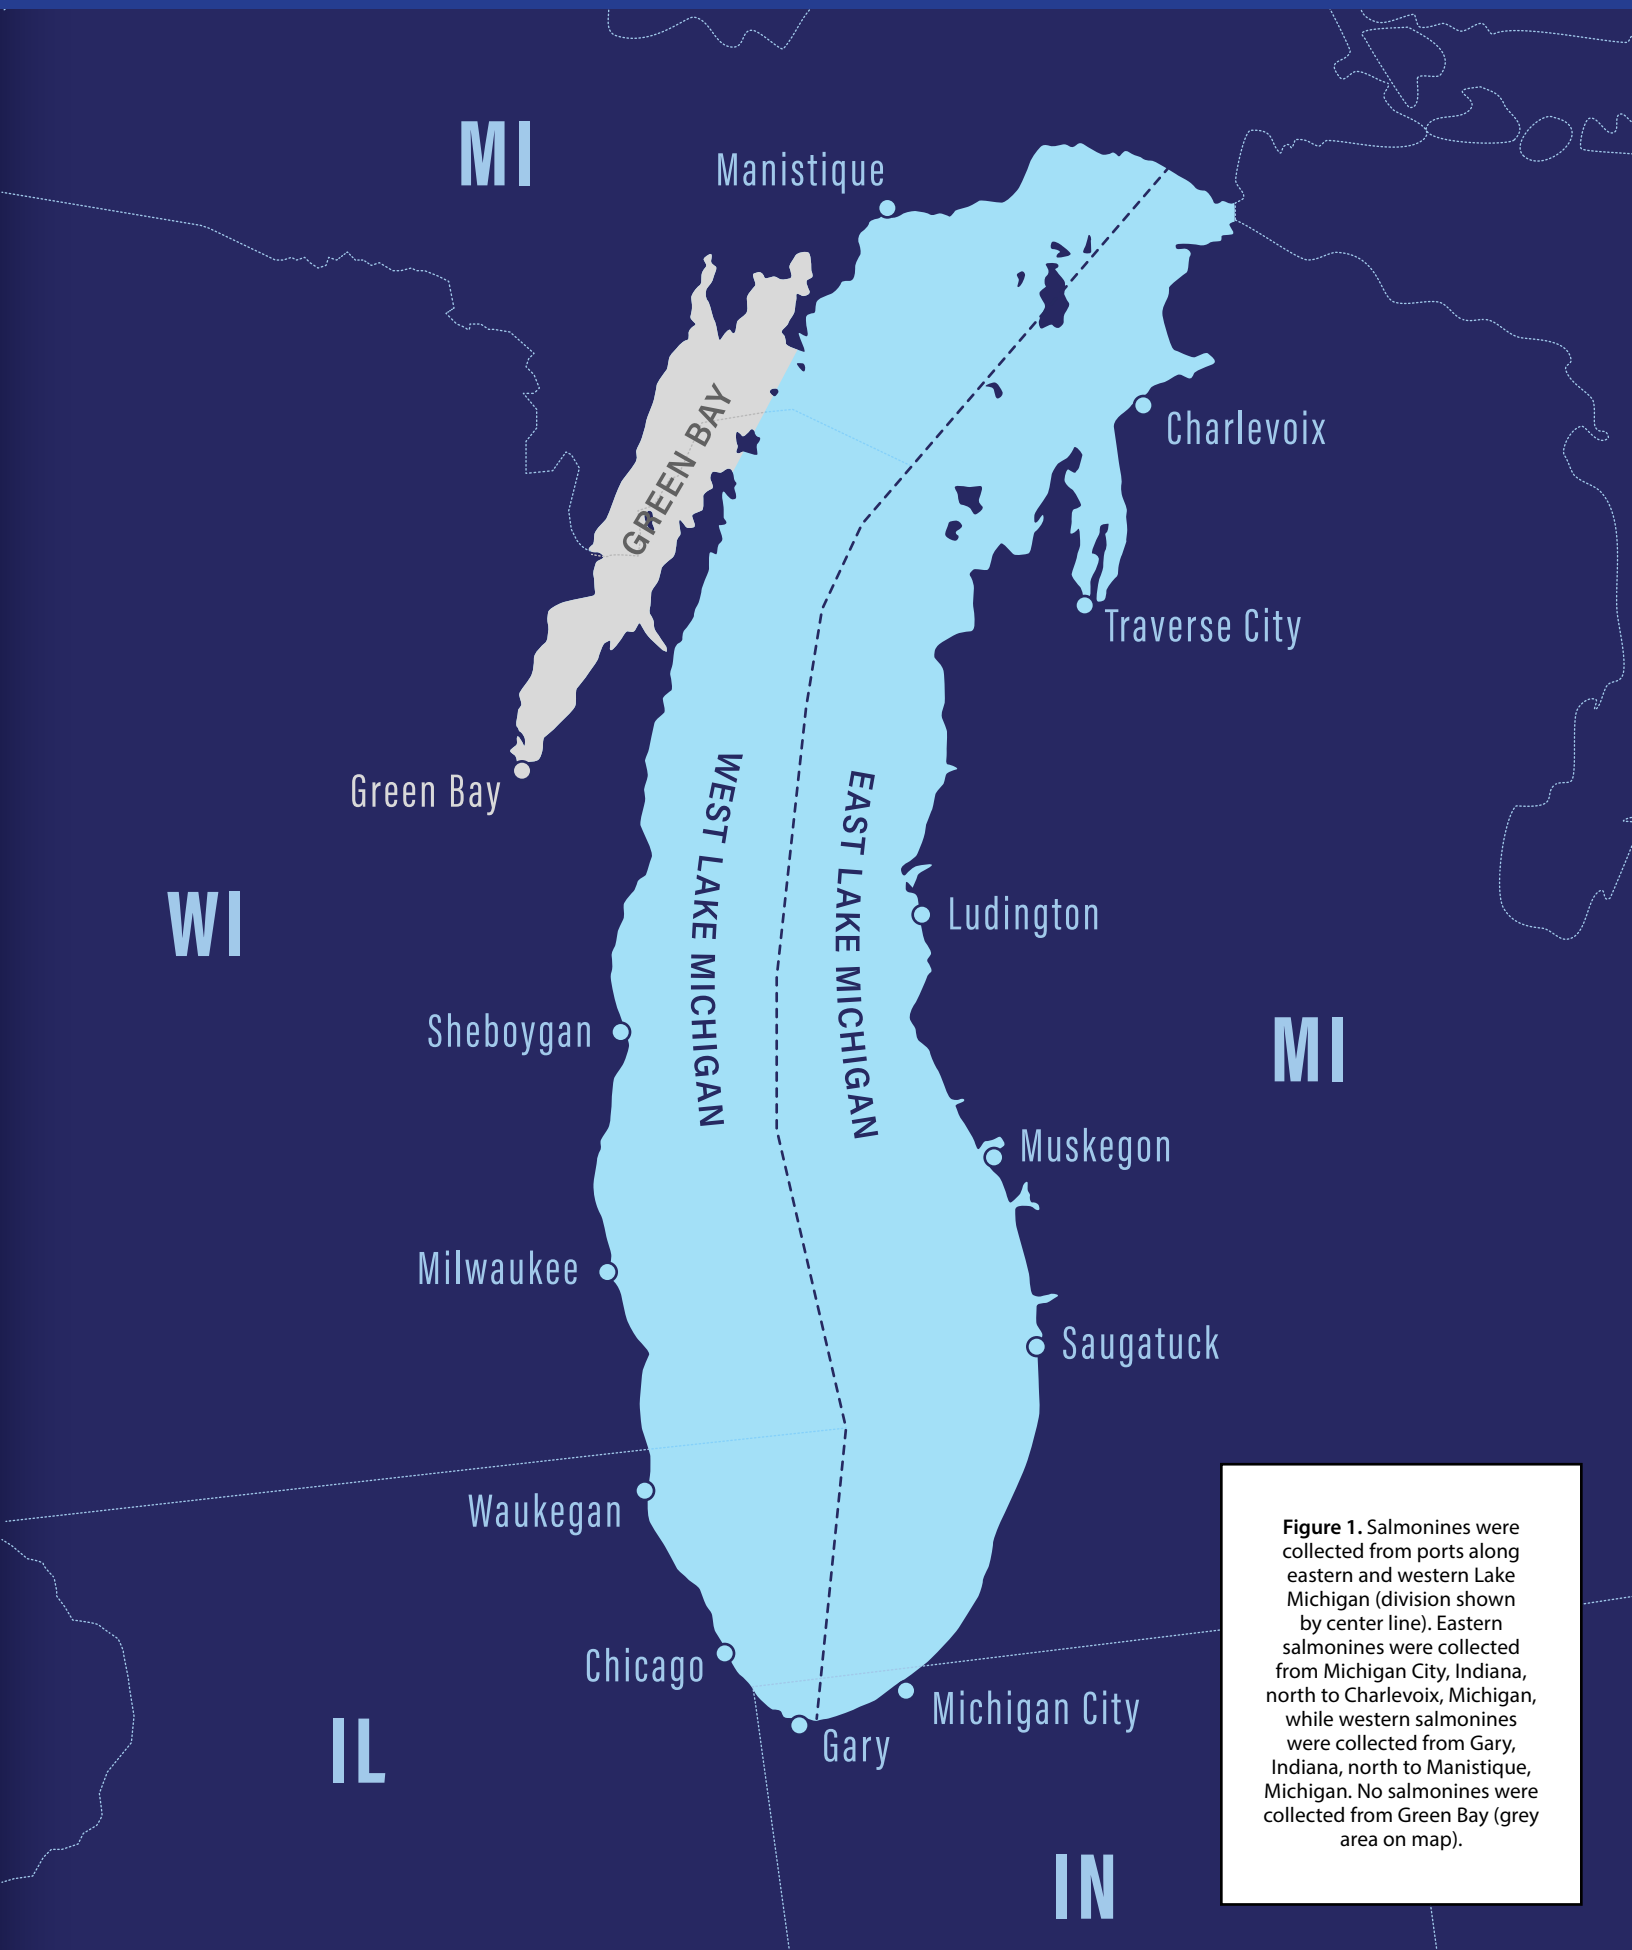 MI
Manistique
GREEN BAY
Charlevoix
Traverse City
Green Bay
WEST LAKE MICHIGAN
EAST LAKE MICHIGAN
WI
Ludington
Sheboygan
MI
Muskegon
Milwaukee
Saugatuck
Waukegan
Chicago
Michigan City
Gary
IL
IN
Figure 1. Salmonines were
collected from ports along
eastern and western Lake
Michigan (division shown
by center line). Eastern
salmonines were collected
from Michigan City, Indiana,
north to Charlevoix, Michigan,
while western salmonines
were collected from Gary,
Indiana, north to Manistique,
Michigan. No salmonines were
collected from Green Bay (grey
area on map).